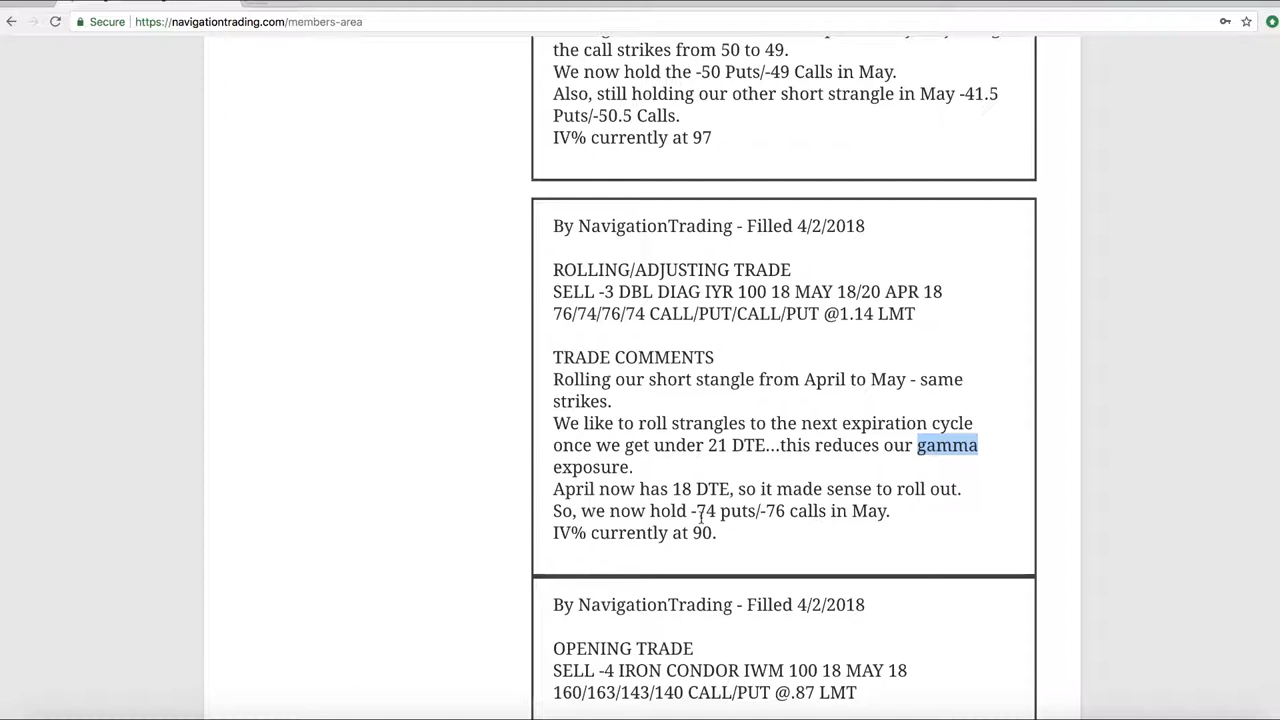 Secure
https://navigationtrading.com/members-area
the call strikes from 50 to 49.
We now hold the -50 Puts/-49 Calls in May.
Also, still holding our other short strangle in May -41.5
Puts/-50.5 Calls.
IV% currently at 97
By NavigationTrading - Filled 4/2/2018
ROLLING/ADJUSTING TRADE
SELL -3 DBL DIAG IYR 100 18 MAY 18/20 APR 18
76/74/76/74 CALL/PUT/CALL/PUT @1.14 LMT
TRADE COMMENTS
Rolling our short stangle from April to May - same
strikes.
We like to roll strangles to the next expiration cycle
once we get under 21 DTE...this reduces our gamma
exposure.
April now has 18 DTE, so it made sense to roll out.
So, we now hold -74 puts/-76 calls in May.
IV% currently at 90.
By NavigationTrading - Filled 4/2/2018
OPENING TRADE
SELL -4 IRON CONDOR IWM 100 18 MAY 18
160/163/143/140 CALL/PUT @.87 LMT